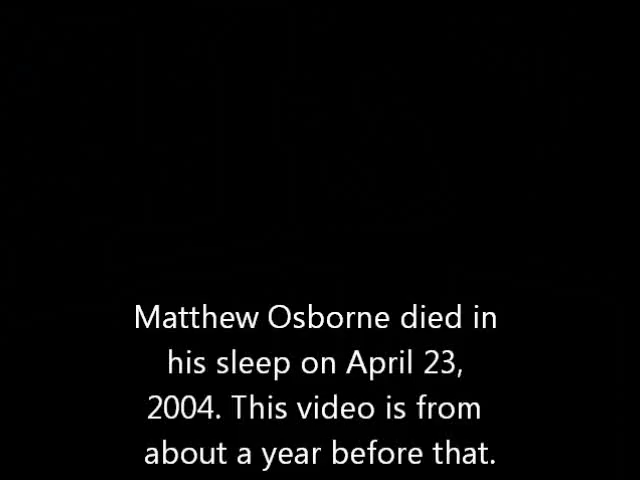 Matthew Osborne died in
his sleep on April 23,
2004. This video is from
about a year before that.